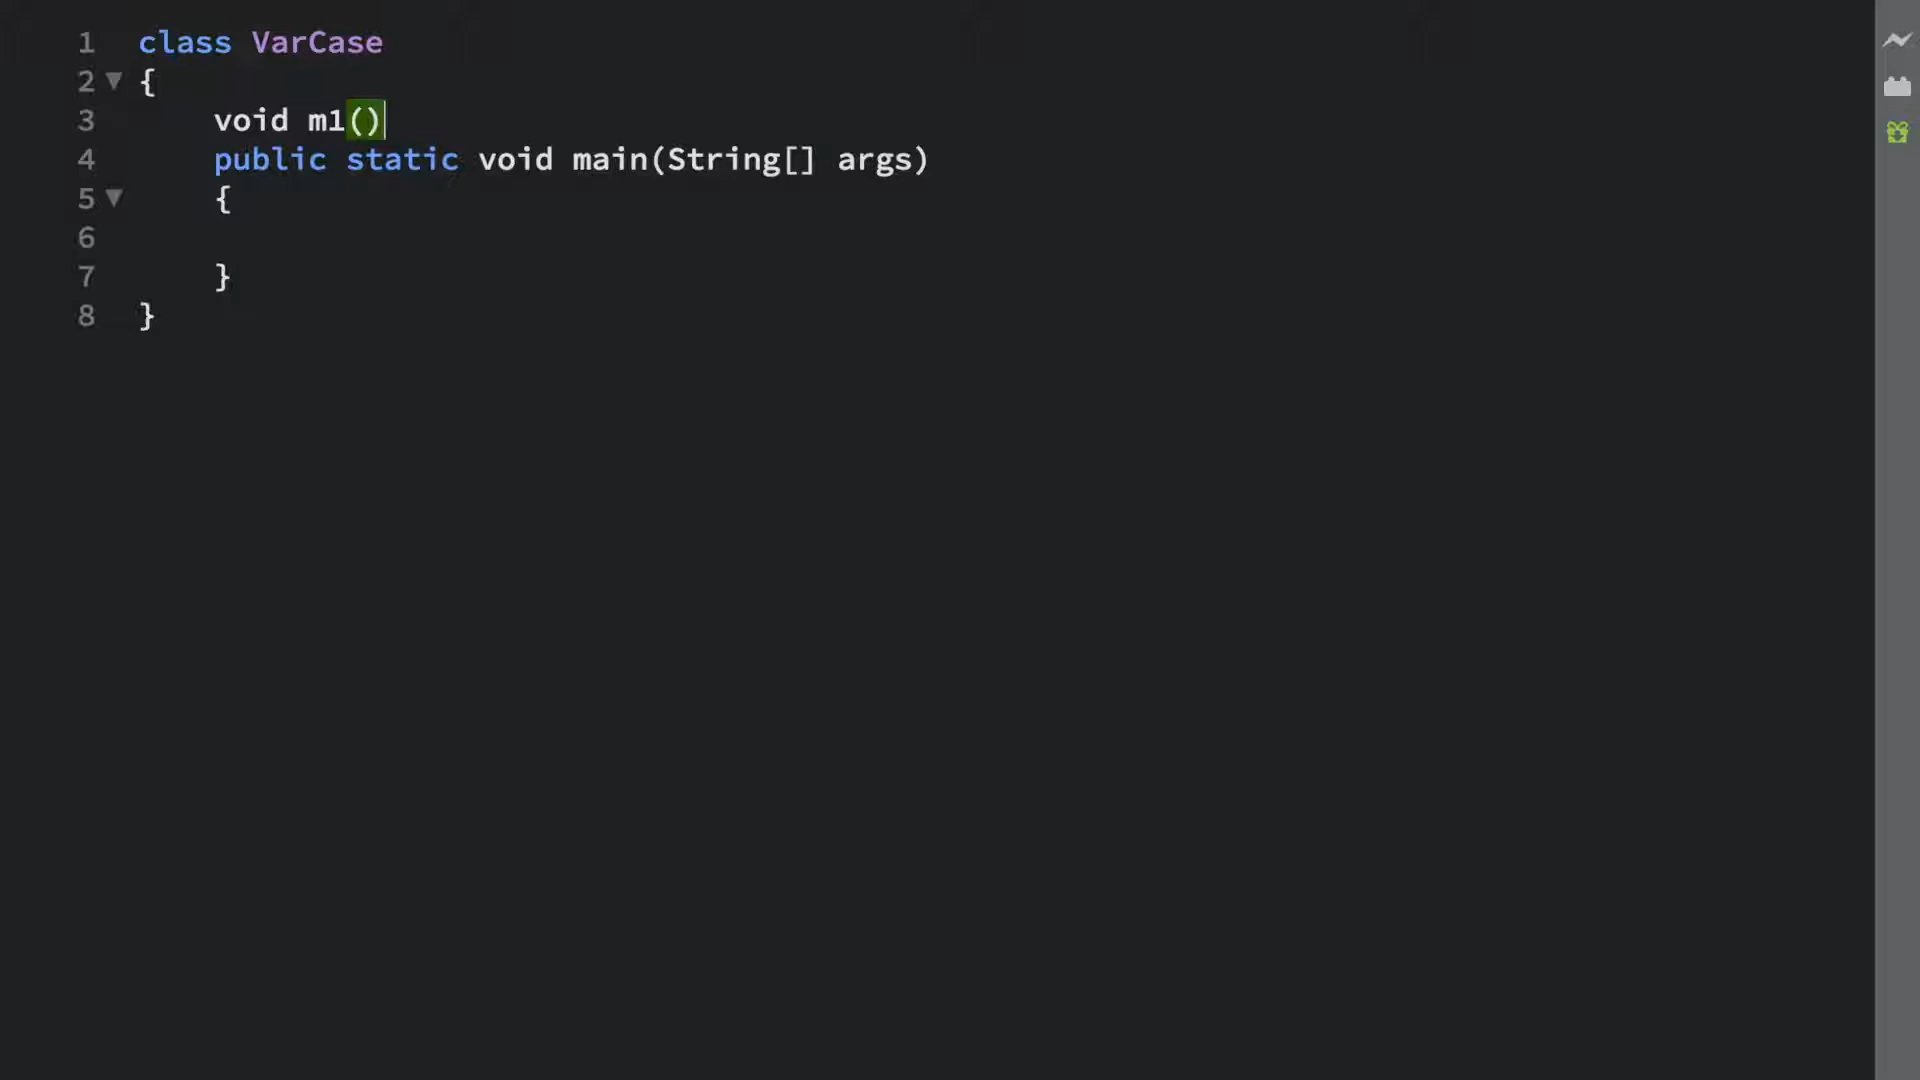 1 class VarCase
2 {
3 void m1()
4 public static void main(String[] args)
5 {
6
7 }
8 }